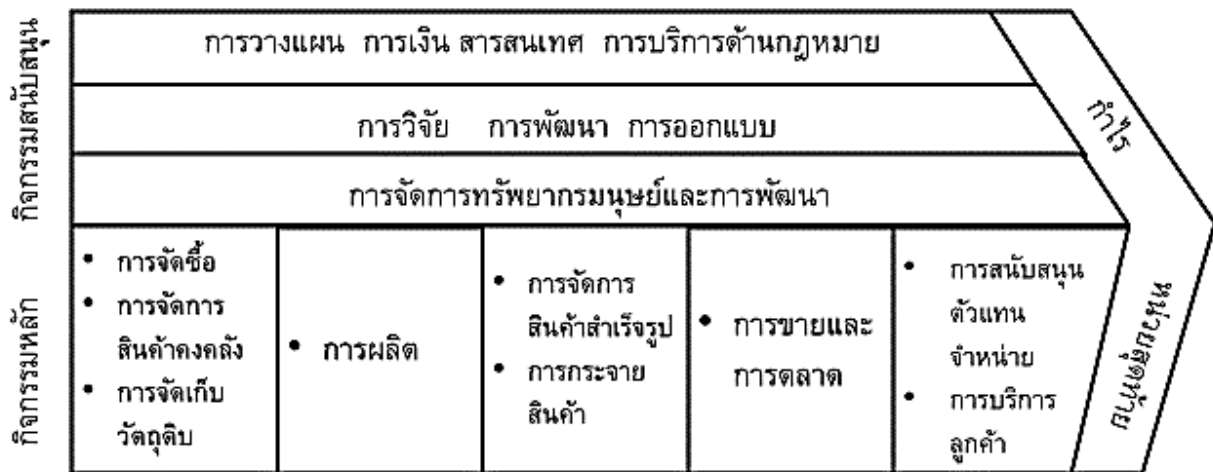 กิจกรรมสนับสนุน
การวางแผน การเงิน สารสนเทศ การบริการด้านกฎหมาย
การวิจัย การพัฒนา การออกแบบ
การจัดการทรัพยากรมนุษย์และการพัฒนา
กำไร
กิจกรรมหลัก
• การจัดซื้อ
• การจัดการ
สินค้าคงคลัง
• การจัดเก็บ
วัตถุดิบ
• การผลิต
• การจัดการ
สินค้าสำเร็จรูป
• การกระจาย
สินค้า
• การขายและ
การตลาด
• การสนับสนุน
ตัวแทน
จำหน่าย
• การบริการ
ลูกค้า
หน่วยสุดท้าย